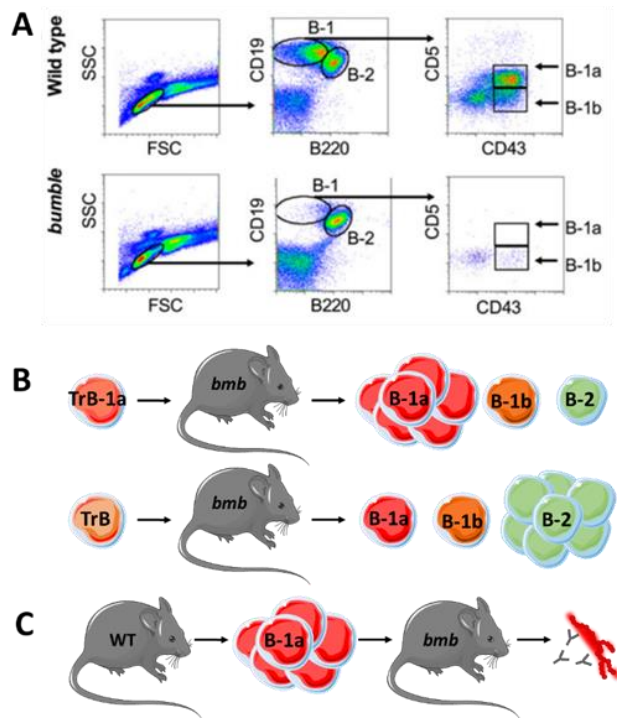 A
Wild type
SSC
FSC
CD19
B-1
B-2
B220
CD5
B-1a
B-1b
CD43
bumble
SSC
FSC
CD19
B-1
B-2
B220
CD5
B-1a
B-1b
CD43
B
TrB-1a
bmb
B-1a
B-1b
B-2
TrB
bmb
B-1a
B-1b
B-2
C
WT
B-1a
bmb